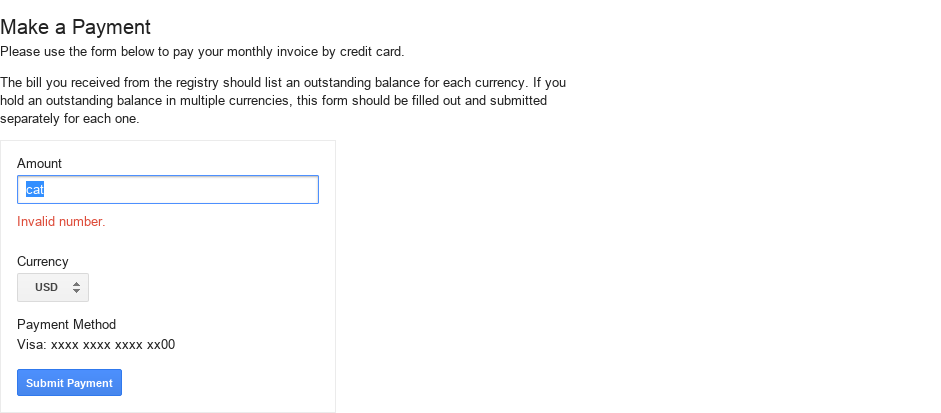 Make a Payment
Please use the form below to pay your monthly invoice by credit card.
The bill you received from the registry should list an outstanding balance for each currency. If you
hold an outstanding balance in multiple currencies, this form should be filled out and submitted
separately for each one.
Amount
cat
Invalid number.
Currency
USD
Payment Method
Visa: xxxx xxxx xxxx xx00
Submit Payment